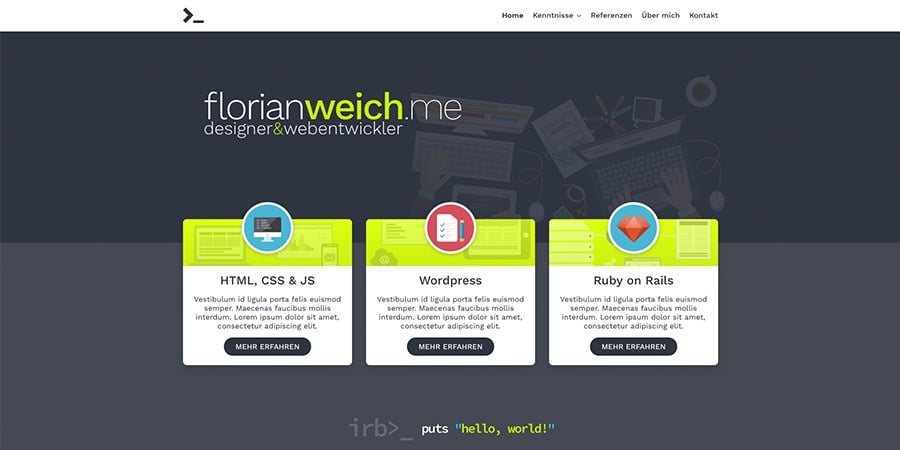 >_
Home Kenntnisse Referenzen Über mich Kontakt
florianweich.me
designer&webentwickler
HTML, CSS & JS
Vestibulum id ligula porta felis euismod
semper. Maecenas faucibus mollis
interdum. Lorem ipsum dolor sit amet,
consectetur adipiscing elit.
MEHR ERFAHREN
Wordpress
Vestibulum id ligula porta felis euismod
semper. Maecenas faucibus mollis
interdum. Lorem ipsum dolor sit amet,
consectetur adipiscing elit.
MEHR ERFAHREN
Ruby on Rails
Vestibulum id ligula porta felis euismod
semper. Maecenas faucibus mollis
interdum. Lorem ipsum dolor sit amet,
consectetur adipiscing elit.
MEHR ERFAHREN
irb>_ puts "hello, world!"